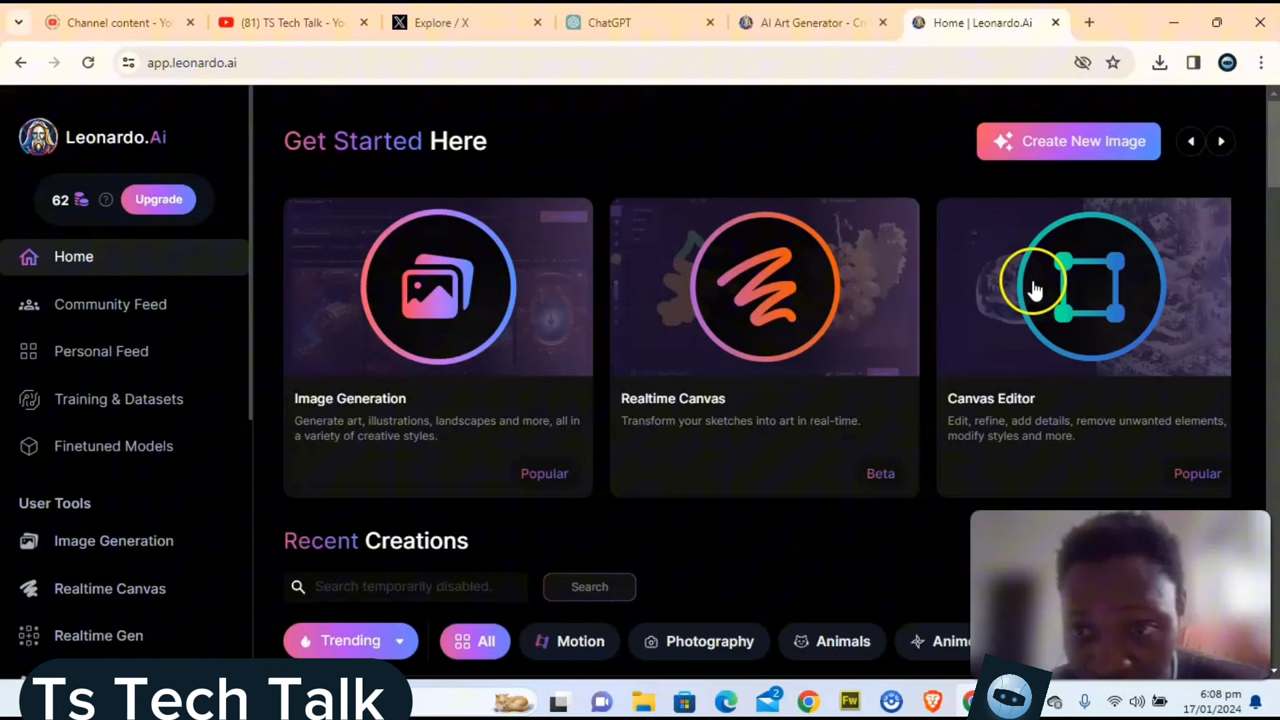 Channel content - Yo
(81) TS Tech Talk - You
Explore / X
ChatGPT
AI Art Generator - Cr
Home | Leonardo.Ai
app.leonardo.ai
Leonardo.Ai
62
Upgrade
Home
Community Feed
Personal Feed
Training & Datasets
Finetuned Models
User Tools
Image Generation
Realtime Canvas
Realtime Gen
Get Started Here
Create New Image
Image Generation
Generate art, illustrations, landscapes and more, all in
a variety of creative styles.
Popular
Realtime Canvas
Transform your sketches into art in real-time.
Beta
Canvas Editor
Edit, refine, add details, remove unwanted elements,
modify styles and more.
Popular
Recent Creations
Search temporarily disabled.
Search
Trending
All
Motion
Photography
Animals
Anime
Ts Tech Talk
Fw
2
6:08 pm
17/01/2024